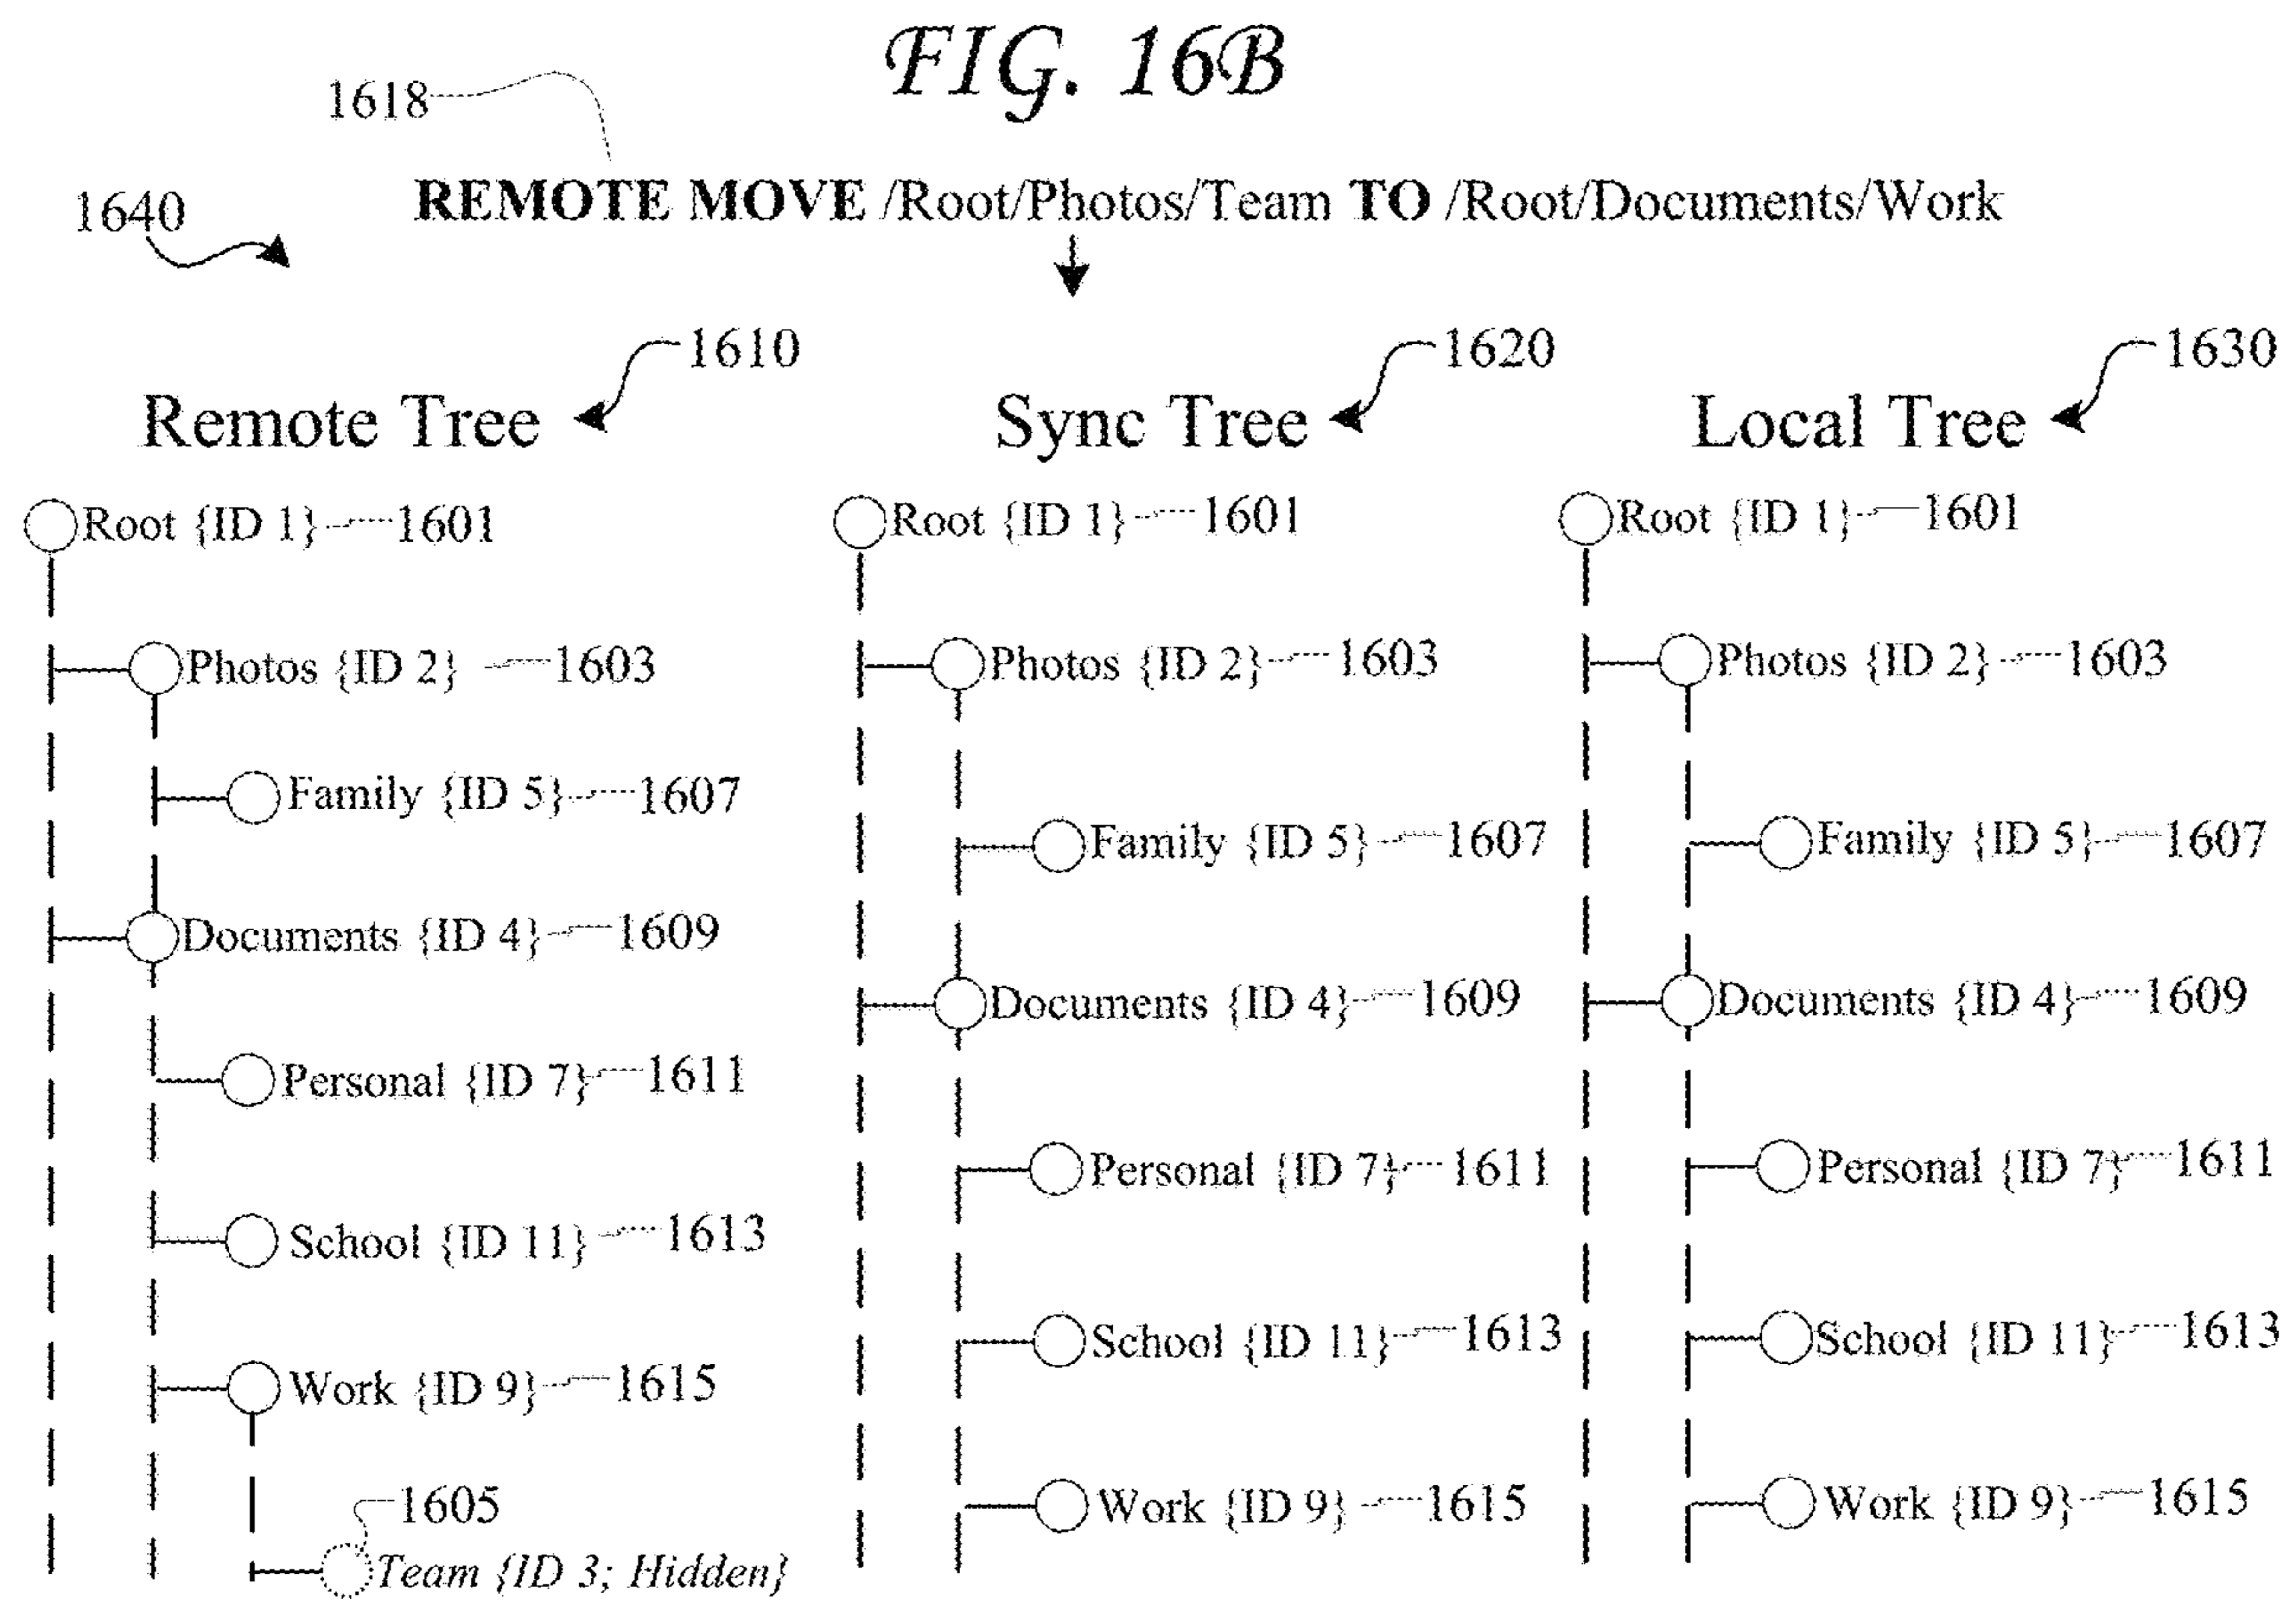 FIG. 16B
1618
REMOTE MOVE /Root/Photos/Team TO /Root/Documents/Work
1640
1610
1620
1630
Remote Tree
Sync Tree
Local Tree
Root {ID 1} 1601
Photos {ID 2} 1603
Family {ID 5} 1607
Documents {ID 4} 1609
Personal {ID 7} 1611
School {ID 11} 1613
Work {ID 9} 1615
1605
Team {ID 3; Hidden}
Root {ID 1} 1601
Photos {ID 2} 1603
Family {ID 5} 1607
Documents {ID 4} 1609
Personal {ID 7} 1611
School {ID 11} 1613
Work {ID 9} 1615
Root {ID 1} 1601
Photos {ID 2} 1603
Family {ID 5} 1607
Documents {ID 4} 1609
Personal {ID 7} 1611
School {ID 11} 1613
Work {ID 9} 1615